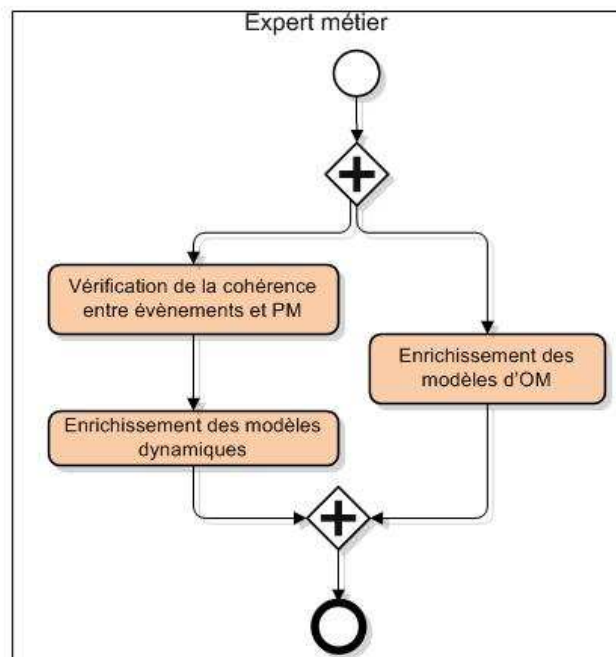 Expert métier
Vérification de la cohérence
entre évènements et PM
Enrichissement des
modèles d'OM
Enrichissement des modèles
dynamiques